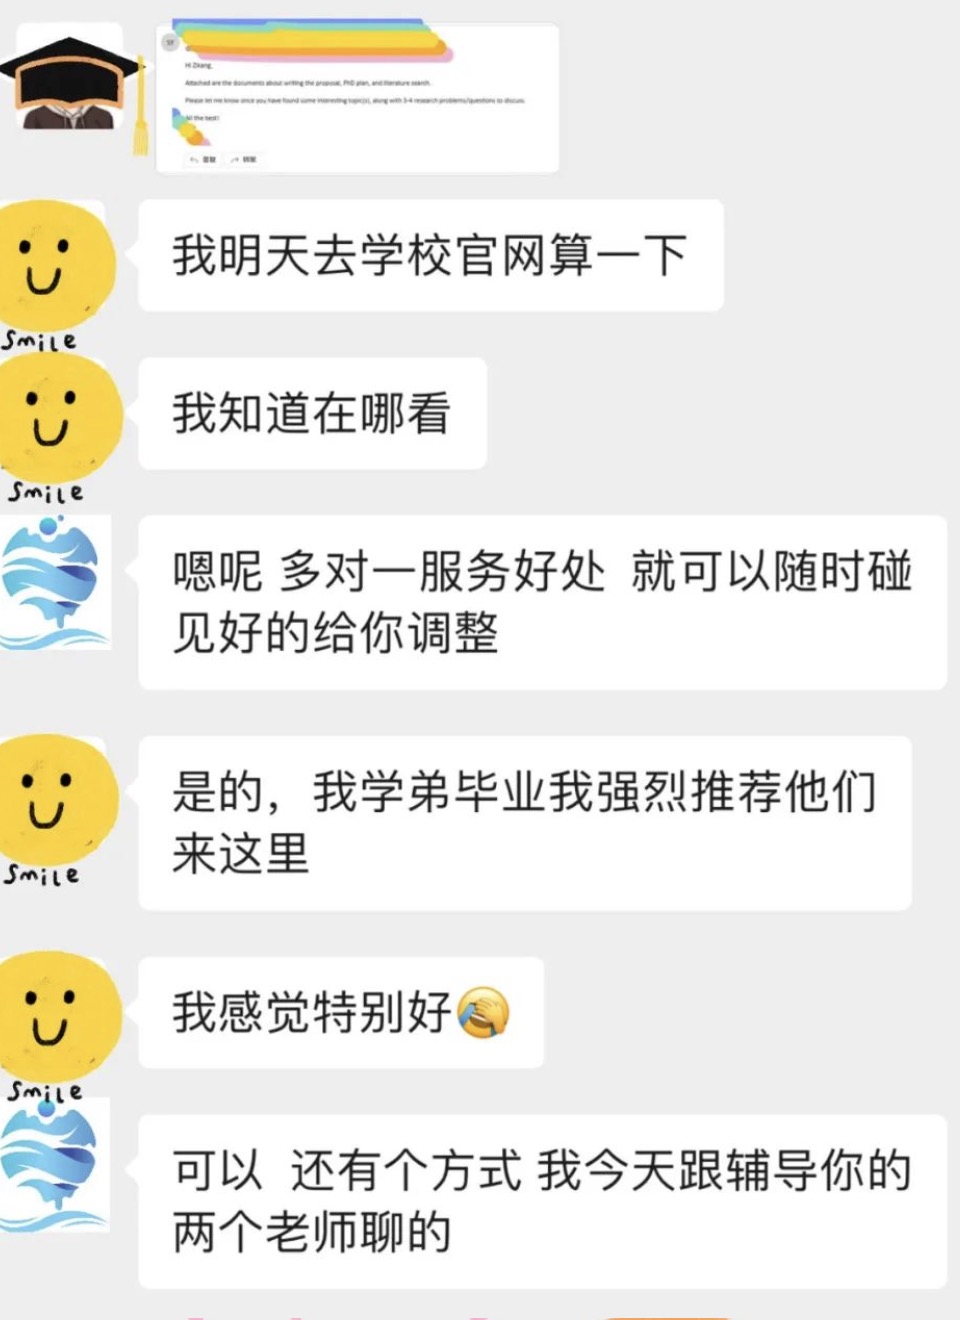 Hi Zkang,
Attached are the documents about writing the proposal, PhD plan, and literature search.
Please let me know once you have found some interesting topic(s), along with 3-4 research problems/questions to discuss.
All the best!
我明天去学校官网算一下
smile
我知道在哪看
smile
嗯呢 多对一服务好处 就可以随时碰
见好的给你调整
是的，我学弟毕业我强烈推荐他们
来这里
smile
我感觉特别好🤦
smile
可以 还有个方式 我今天跟辅导你的
两个老师聊的